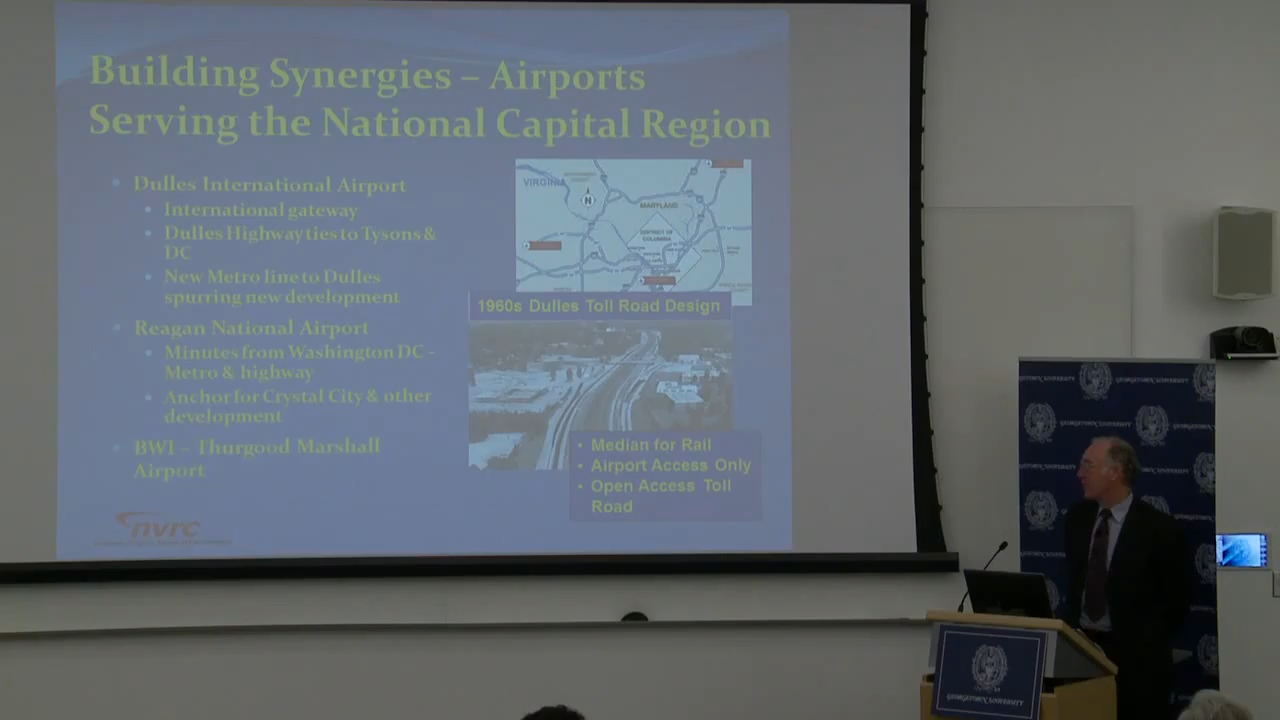 Building Synergies – Airports
Serving the National Capital Region
• Dulles International Airport
• International gateway
• Dulles Highway ties to Tysons &
DC
• New Metro line to Dulles
spurring new development
• Reagan National Airport
• Minutes from Washington DC -
Metro & highway
• Anchor for Crystal City & other
development
• BWI – Thurgood Marshall
Airport
nvrc
VIRGINIA
N
MARYLAND
DISTRICT OF
COLUMBIA
1960s Dulles Toll Road Design
• Median for Rail
• Airport Access Only
• Open Access Toll
Road
GEORGETOWN UNIVERSITY